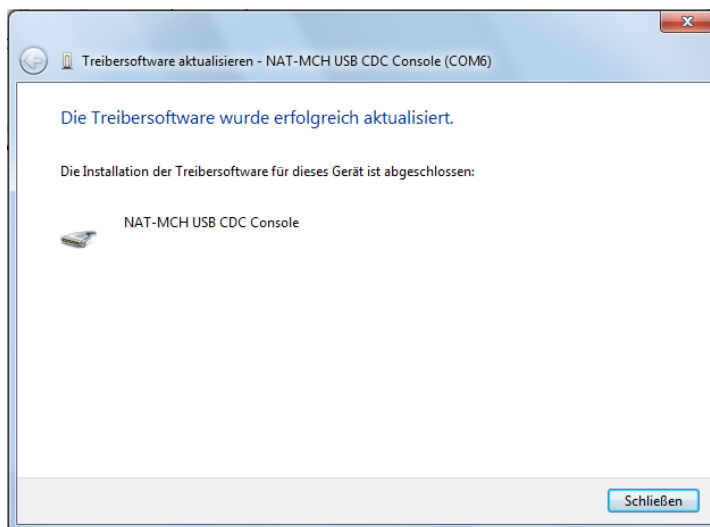 Treibersoftware aktualisieren - NAT-MCH USB CDC Console (COM6)
Die Treibersoftware wurde erfolgreich aktualisiert.
Die Installation der Treibersoftware für dieses Gerät ist abgeschlossen:
NAT-MCH USB CDC Console
Schließen